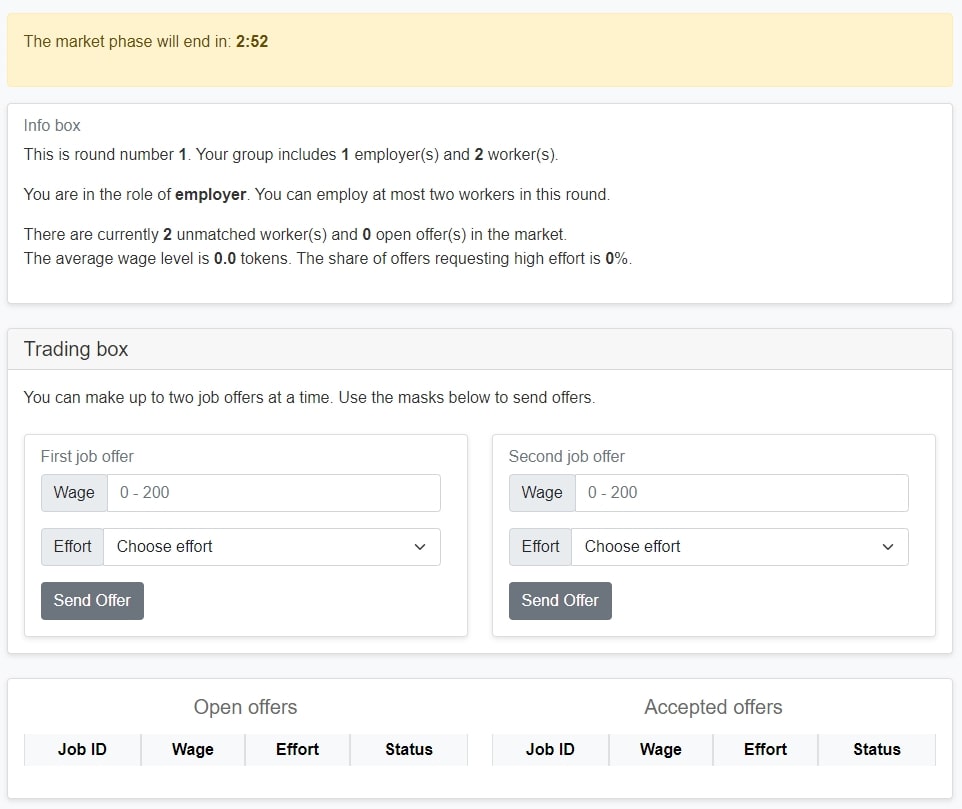 The market phase will end in: 2:52
Info box
This is round number 1. Your group includes 1 employer(s) and 2 worker(s).
You are in the role of employer. You can employ at most two workers in this round.
There are currently 2 unmatched worker(s) and 0 open offer(s) in the market.
The average wage level is 0.0 tokens. The share of offers requesting high effort is 0%.
Trading box
You can make up to two job offers at a time. Use the masks below to send offers.
First job offer
Wage 0 - 200
Effort Choose effort
Send Offer
Second job offer
Wage 0 - 200
Effort Choose effort
Send Offer
Open offers
Job ID Wage Effort Status
Accepted offers
Job ID Wage Effort Status